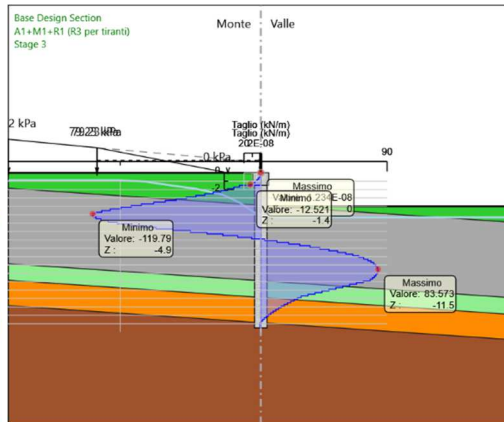 Base Design Section
A1+M1+R1 (R3 per tiranti)
Stage 3
Monte
Valle
2 kPa
Taglio (kN/m)
Taglio (kN/m)
0 kPa
90
-2
Massimo
Minimo
Valore: -12.521
0
Z : -1.4
Minimo
Valore: -119.79
Z : -4.9
Massimo
Valore: 83.573
Z : -11.5